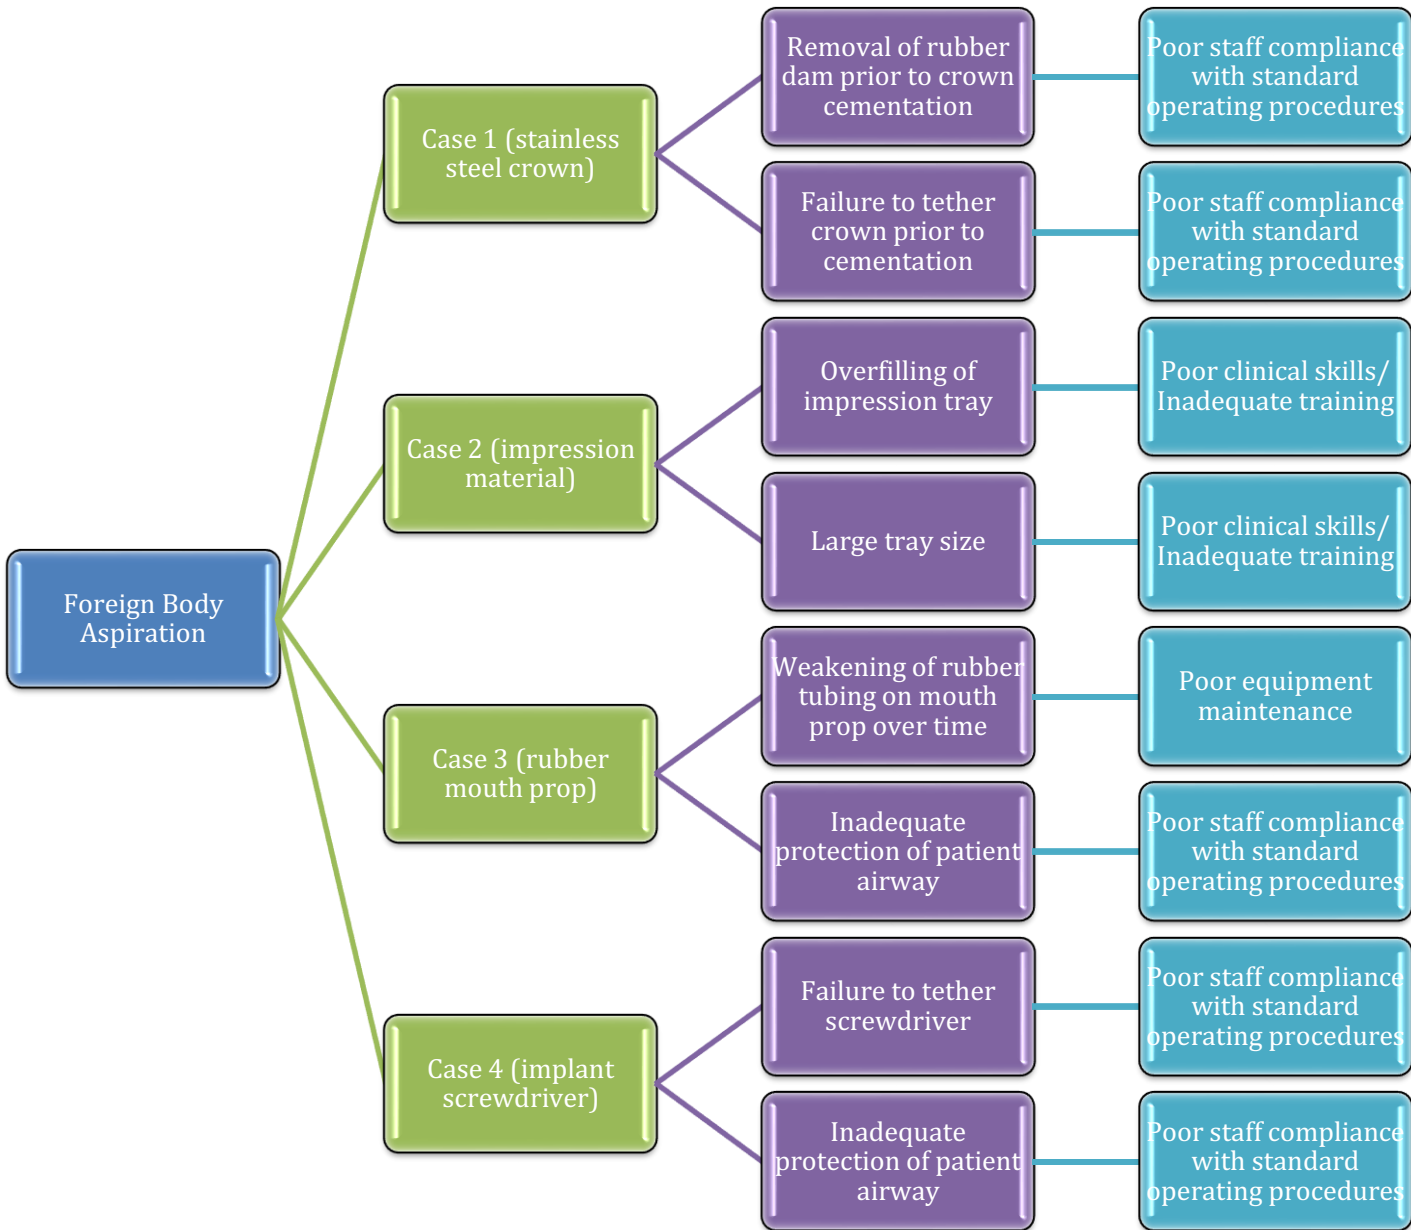 Foreign Body
Aspiration
Case 1 (stainless
steel crown)
Removal of rubber
dam prior to crown
cementation
Poor staff compliance
with standard
operating procedures
Failure to tether
crown prior to
cementation
Poor staff compliance
with standard
operating procedures
Case 2 (impression
material)
Overfilling of
impression tray
Poor clinical skills/
Inadequate training
Large tray size
Poor clinical skills/
Inadequate training
Case 3 (rubber
mouth prop)
Weakening of rubber
tubing on mouth
prop over time
Poor equipment
maintenance
Inadequate
protection of patient
airway
Poor staff compliance
with standard
operating procedures
Case 4 (implant
screwdriver)
Failure to tether
screwdriver
Poor staff compliance
with standard
operating procedures
Inadequate
protection of patient
airway
Poor staff compliance
with standard
operating procedures